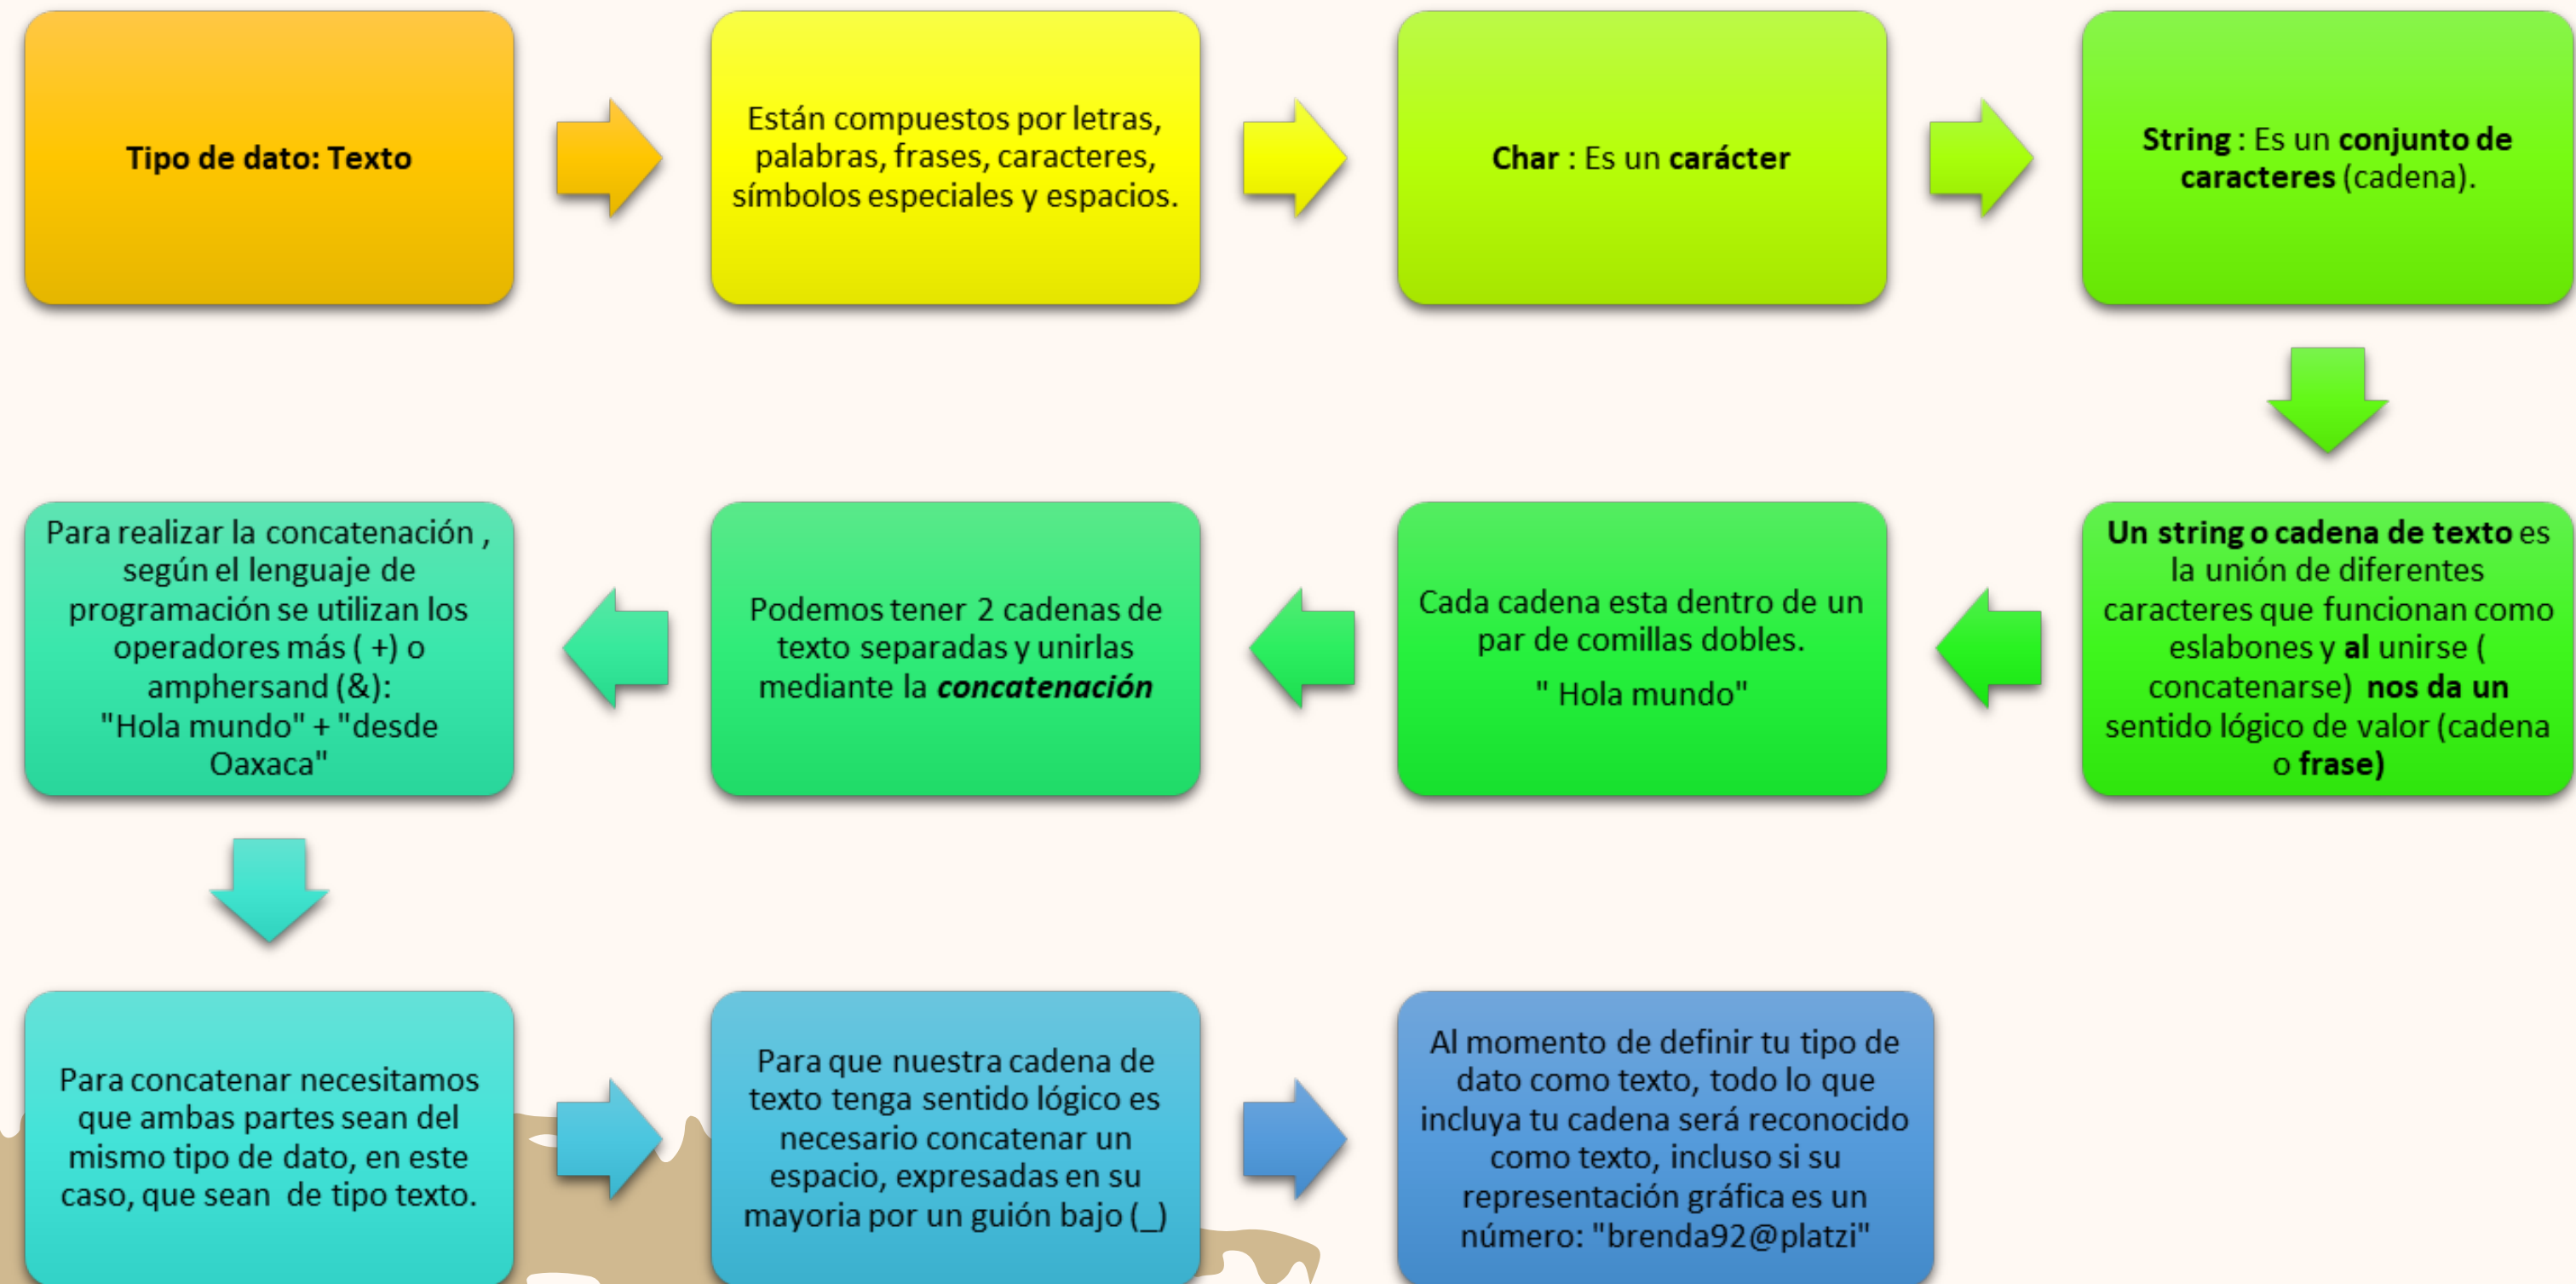 Tipo de dato: Texto
Están compuestos por letras,
palabras, frases, caracteres,
símbolos especiales y espacios.
Char : Es un carácter
String : Es un conjunto de
caracteres (cadena).
Un string o cadena de texto es
la unión de diferentes
caracteres que funcionan como
eslabones y al unirse (
concatenarse) nos da un
sentido lógico de valor (cadena
o frase)
Cada cadena esta dentro de un
par de comillas dobles.
" Hola mundo"
Podemos tener 2 cadenas de
texto separadas y unirlas
mediante la concatenación
Para realizar la concatenación ,
según el lenguaje de
programación se utilizan los
operadores más ( +) o
amphersand (&):
"Hola mundo" + "desde
Oaxaca"
Para concatenar necesitamos
que ambas partes sean del
mismo tipo de dato, en este
caso, que sean de tipo texto.
Para que nuestra cadena de
texto tenga sentido lógico es
necesario concatenar un
espacio, expresadas en su
mayoria por un guión bajo (_)
Al momento de definir tu tipo de
dato como texto, todo lo que
incluya tu cadena será reconocido
como texto, incluso si su
representación gráfica es un
número: "brenda92@platzi"